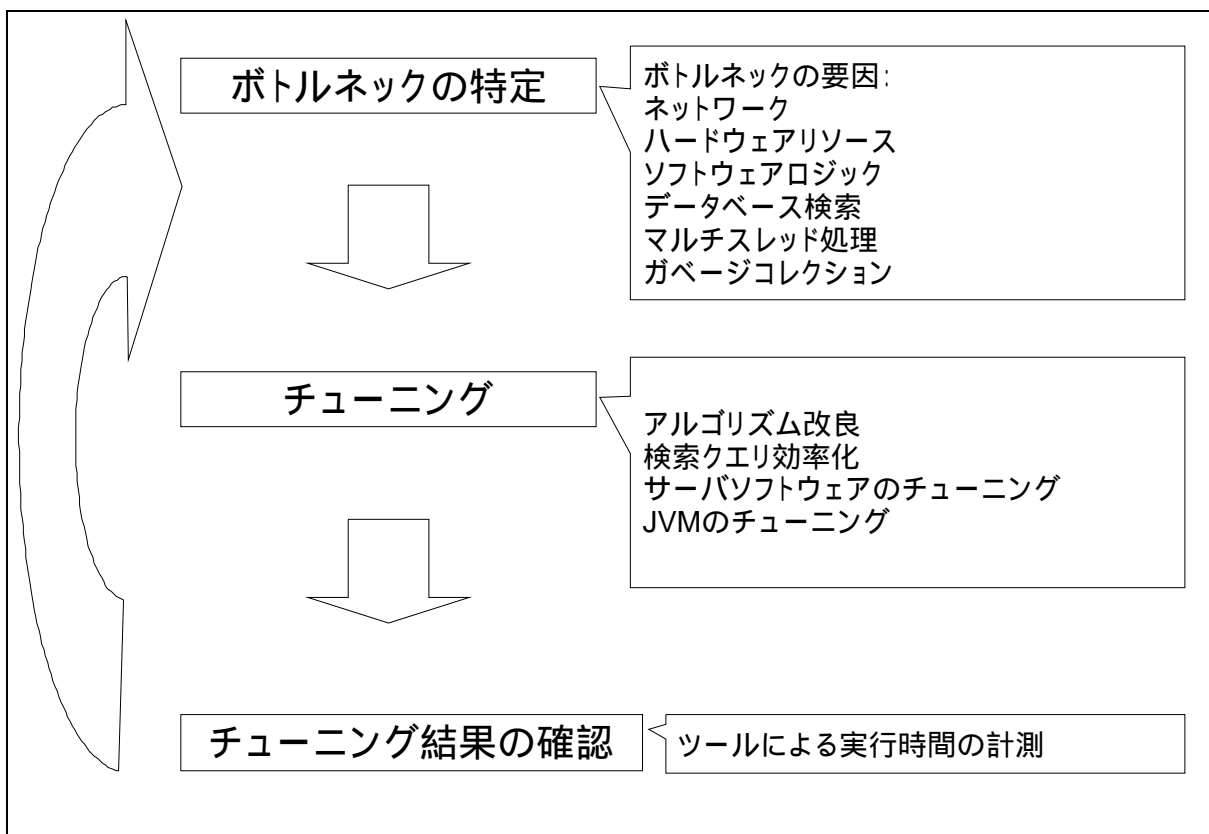 ボトルネックの特定
ボトルネックの要因:
ネットワーク
ハードウェアリソース
ソフトウェアロジック
データベース検索
マルチスレッド処理
ガベージコレクション
チューニング
アルゴリズム改良
検索クエリ効率化
サーバソフトウェアのチューニング
JVMのチューニング
チューニング結果の確認
ツールによる実行時間の計測